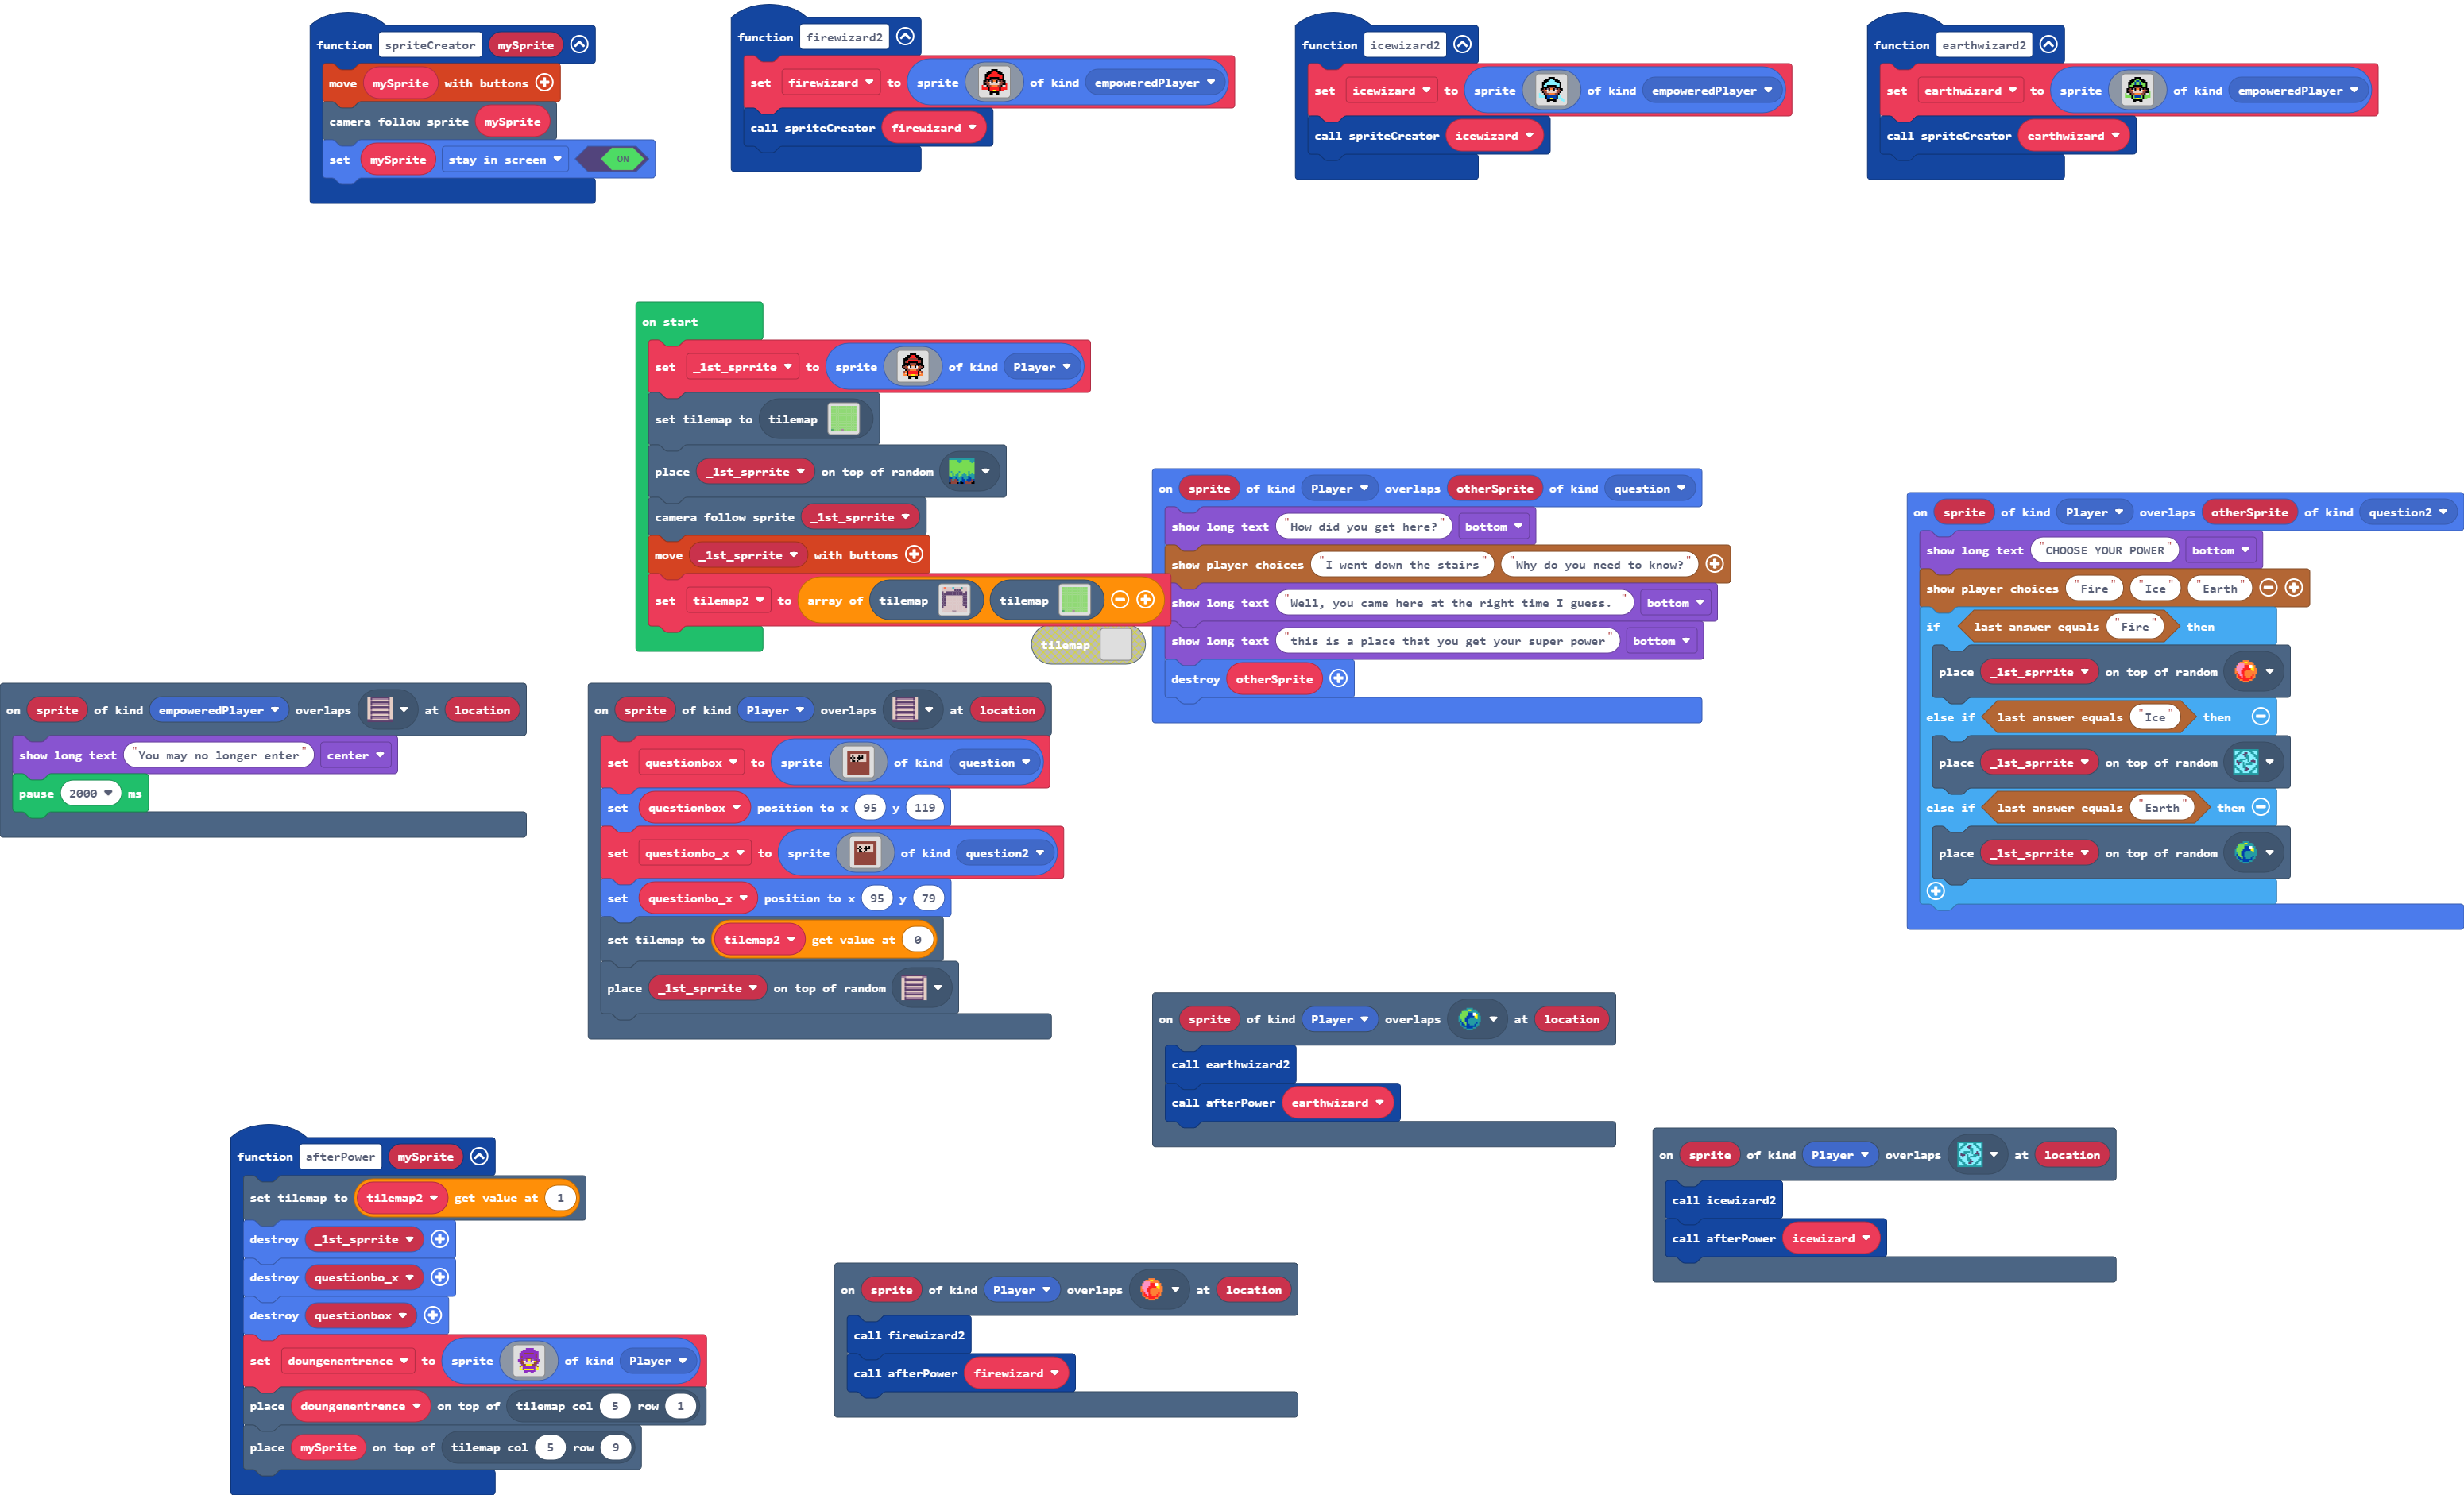 function spriteCreator mySprite
move mySprite with buttons
camera follow sprite mySprite
set mySprite stay in screen ON
function firewizard2
set firewizard to sprite of kind empoweredPlayer
call spriteCreator firewizard
function icewizard2
set icewizard to sprite of kind empoweredPlayer
call spriteCreator icewizard
function earthwizard2
set earthwizard to sprite of kind empoweredPlayer
call spriteCreator earthwizard
on start
set _1st_sprrite to sprite of kind Player
set tilemap to tilemap
place _1st_sprrite on top of random
camera follow sprite _1st_sprrite
move _1st_sprrite with buttons
set tilemap2 to array of tilemap tilemap
tilemap
on sprite of kind Player overlaps otherSprite of kind question
show long text "How did you get here?" bottom
show player choices "I went down the stairs" "Why do you need to know?"
show long text "Well, you came here at the right time I guess. " bottom
show long text "this is a place that you get your super power" bottom
destroy otherSprite
on sprite of kind Player overlaps otherSprite of kind question2
show long text "CHOOSE YOUR POWER" bottom
show player choices "Fire" "Ice" "Earth"
if last answer equals "Fire" then
place _1st_sprrite on top of random
else if last answer equals "Ice" then
place _1st_sprrite on top of random
else if last answer equals "Earth" then
place _1st_sprrite on top of random
on sprite of kind empoweredPlayer overlaps at location
show long text "You may no longer enter" center
pause 2000 ms
on sprite of kind Player overlaps at location
set questionbox to sprite of kind question
set questionbox position to x 95 y 119
set questionbo_x to sprite of kind question2
set questionbo_x position to x 95 y 79
set tilemap to tilemap2 get value at 0
place _1st_sprrite on top of random
on sprite of kind Player overlaps at location
call earthwizard2
call afterPower earthwizard
on sprite of kind Player overlaps at location
call icewizard2
call afterPower icewizard
function afterPower mySprite
set tilemap to tilemap2 get value at 1
destroy _1st_sprrite
destroy questionbo_x
destroy questionbox
set doungenentrence to sprite of kind Player
place doungenentrence on top of tilemap col 5 row 1
place mySprite on top of tilemap col 5 row 9
on sprite of kind Player overlaps at location
call firewizard2
call afterPower firewizard